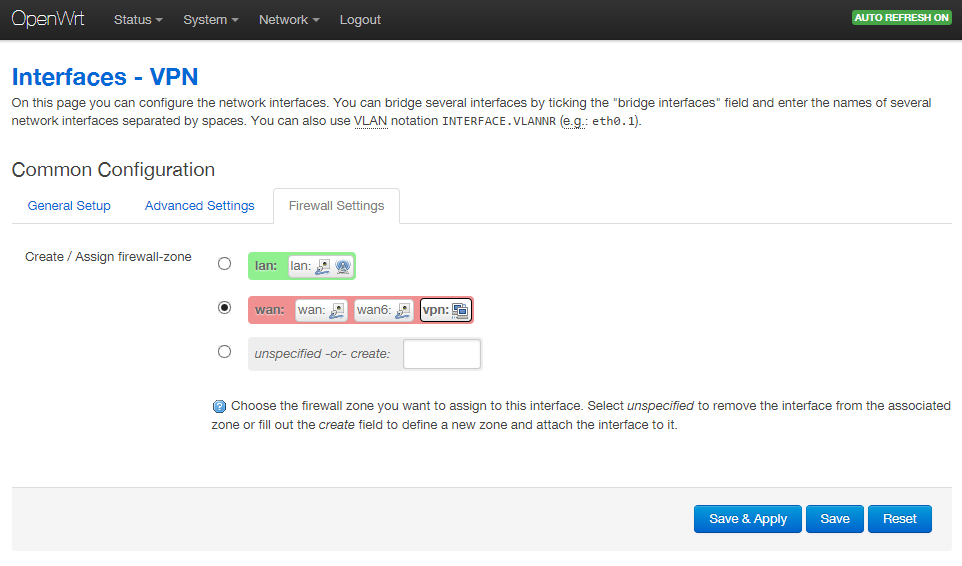 OpenWrt Status System Network Logout AUTO REFRESH ON
Interfaces - VPN
On this page you can configure the network interfaces. You can bridge several interfaces by ticking the "bridge interfaces" field and enter the names of several
network interfaces separated by spaces. You can also use VLAN notation INTERFACE.VLANNR (e.g.: eth0.1).
Common Configuration
General Setup Advanced Settings Firewall Settings
Create / Assign firewall-zone
lan: lan:
wan: wan: wan6: vpn:
unspecified -or- create:
Choose the firewall zone you want to assign to this interface. Select unspecified to remove the interface from the associated
zone or fill out the create field to define a new zone and attach the interface to it.
Save & Apply Save Reset